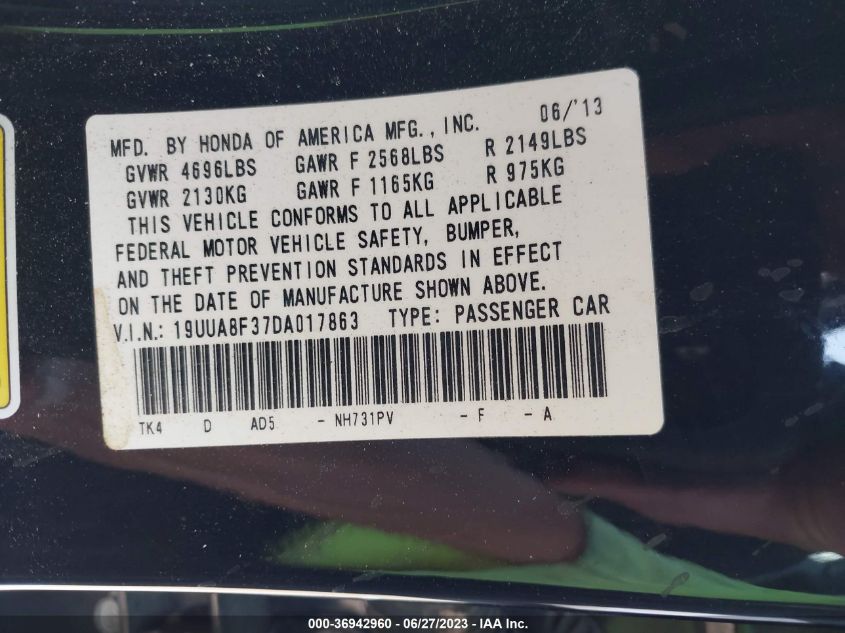 MFD. BY HONDA OF AMERICA MFG., INC. 06/'13
GVWR 4696LBS GAWR F 2568LBS R 2149LBS
GVWR 2130KG GAWR F 1165KG R 975KG
THIS VEHICLE CONFORMS TO ALL APPLICABLE
FEDERAL MOTOR VEHICLE SAFETY, BUMPER,
AND THEFT PREVENTION STANDARDS IN EFFECT
ON THE DATE OF MANUFACTURE SHOWN ABOVE.
V.I.N.: 19UUA8F37DA017863 TYPE: PASSENGER CAR
TK4 D AD5 - NH731PV - F - A
000-36942960 - 06/27/2023 - IAAI Inc.